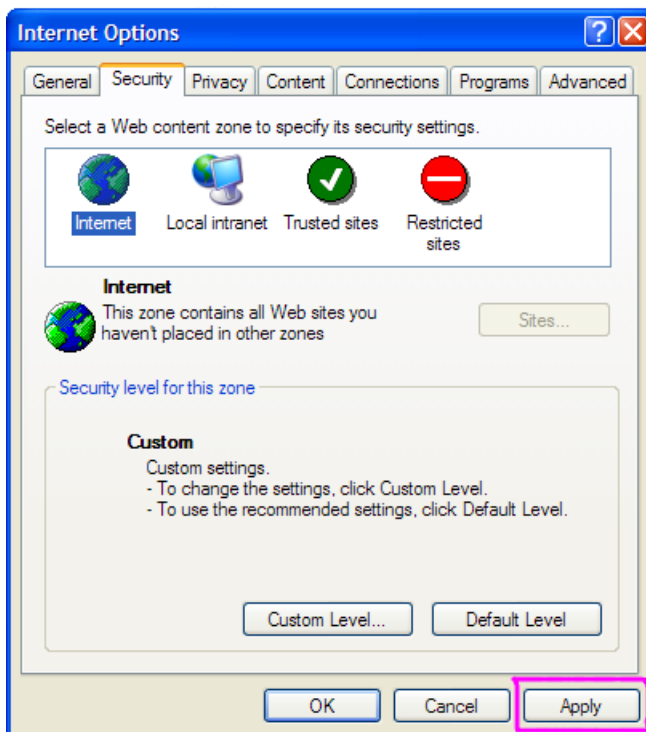 Internet Options
General Security Privacy Content Connections Programs Advanced
Select a Web content zone to specify its security settings.
Internet Local intranet Trusted sites Restricted
sites
Internet
This zone contains all Web sites you
haven't placed in other zones
Sites...
Security level for this zone
Custom
Custom settings.
- To change the settings, click Custom Level.
- To use the recommended settings, click Default Level.
Custom Level... Default Level
OK Cancel Apply